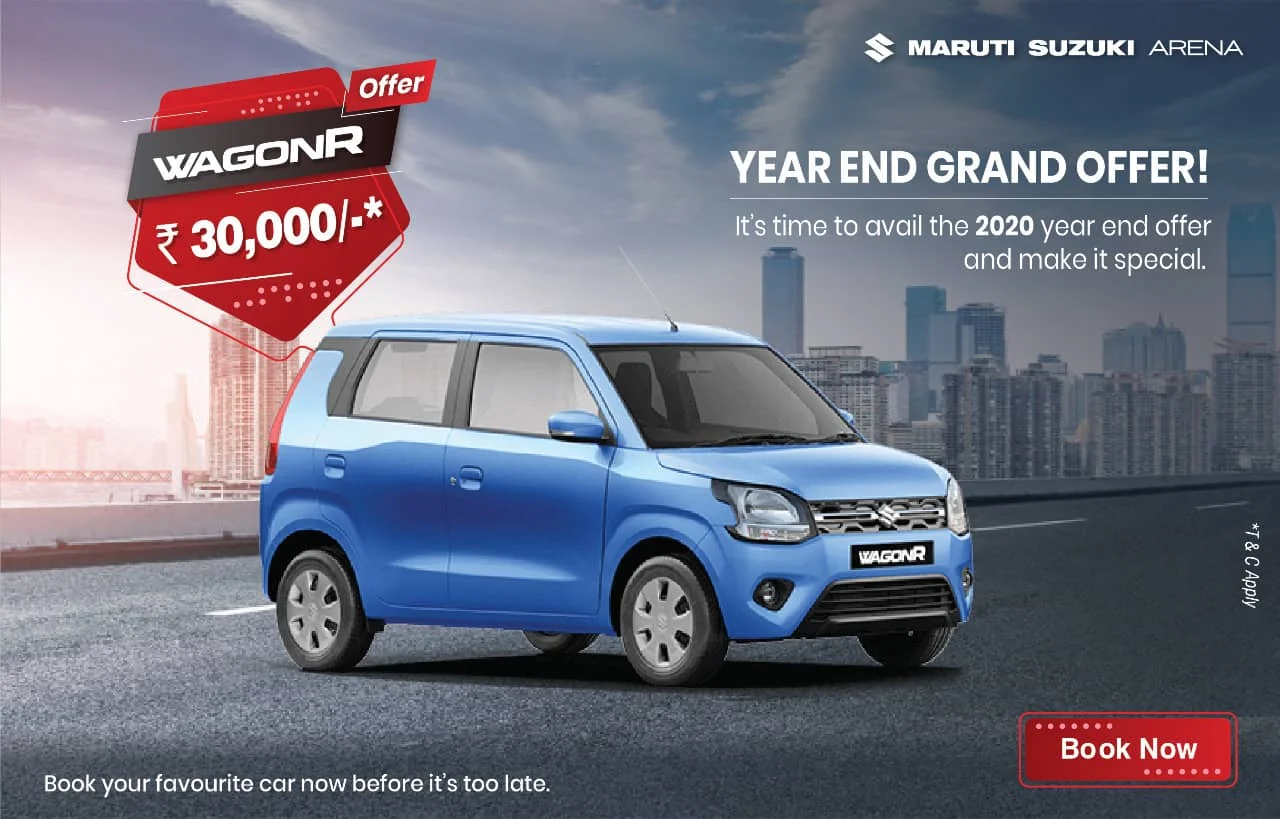 MARUTI SUZUKI ARENA
Offer
WAGONR
₹ 30,000/-*
YEAR END GRAND OFFER!
It's time to avail the 2020 year end offer
and make it special.
WAGONR
*T & C Apply
Book Now
Book your favourite car now before it's too late.